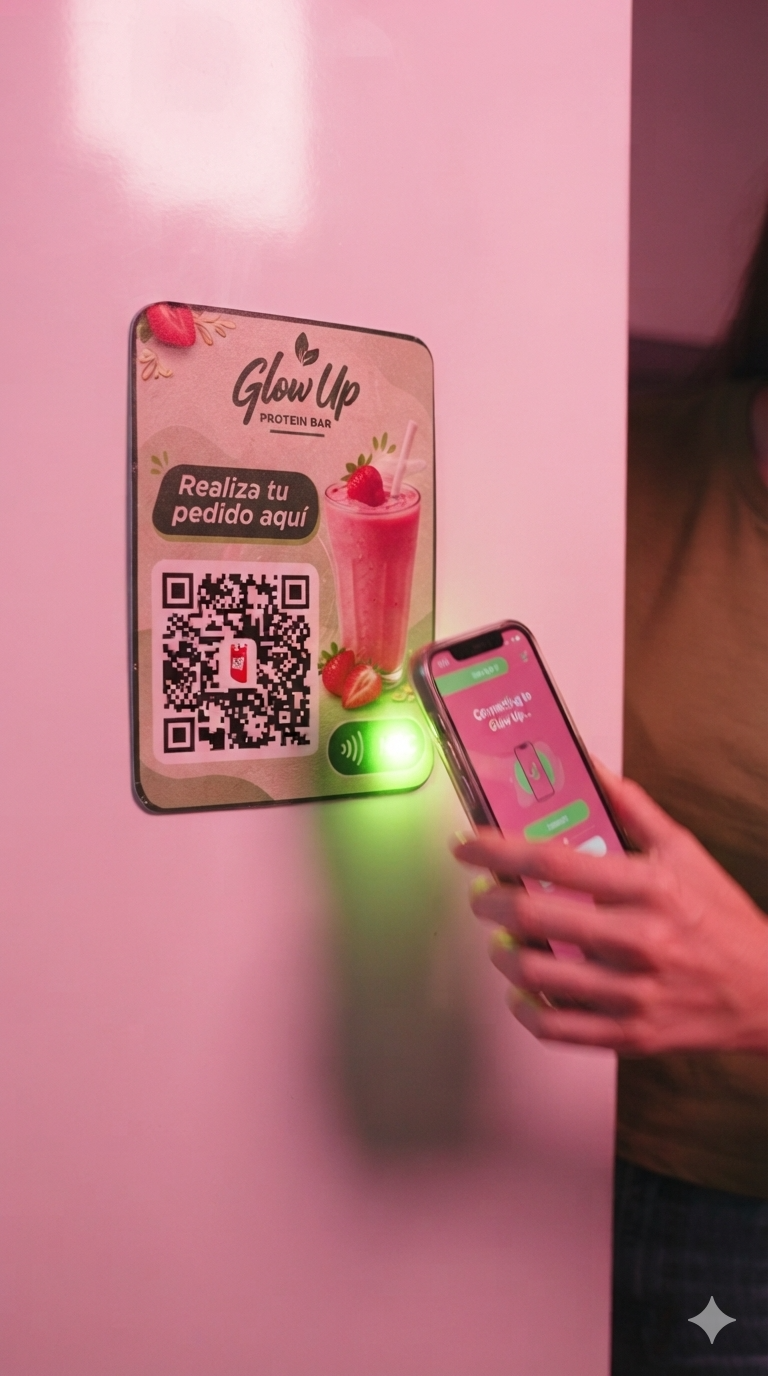 Glow Up
PROTEIN BAR
Realiza tu
pedido aquí
Connecting to
Glow Up...